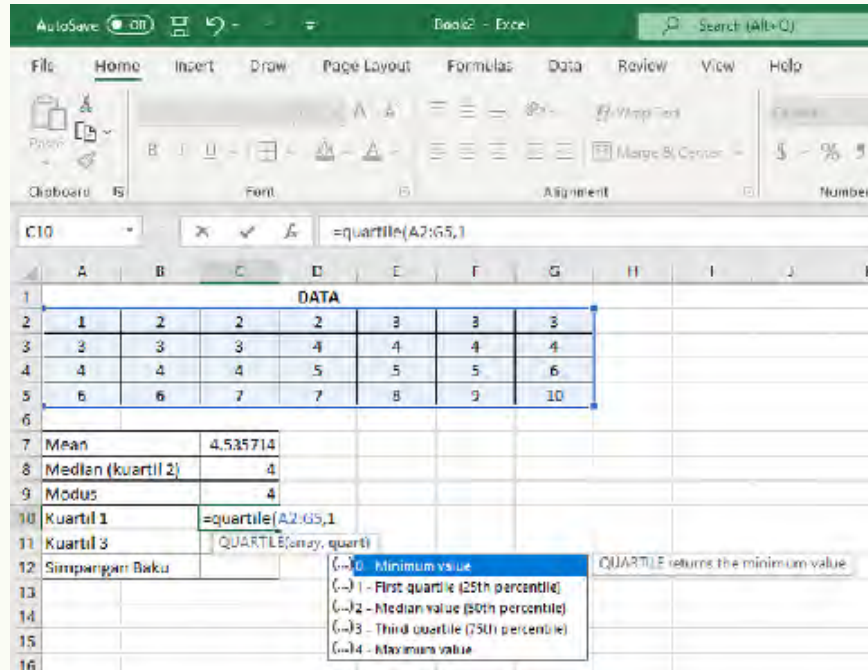 AutoSave Off Book2 - Excel Search (Alt+Q)
File Home Insert Draw Page Layout Formulas Data Review View Help
Paste B I U A A Wrap Text Merge & Center $ %
Clipboard Font Alignment Number
C10 fx =quartile(A2:G5,1
A B C D E F G H I J
1 DATA
2 1 2 2 2 3 3 3
3 3 3 3 4 4 4 4
4 4 4 4 5 5 5 6
5 6 6 7 7 8 9 10
6
7 Mean 4.535714
8 Median (kuartil 2) 4
9 Modus 4
10 Kuartil 1 =quartile(A2:G5,1
11 Kuartil 3 QUARTILE(array, quart)
12 Simpangan Baku (...)0 - Minimum value QUARTILE returns the minimum value
13 (...)1 - First quartile (25th percentile)
14 (...)2 - Median value (50th percentile)
15 (...)3 - Third quartile (75th percentile)
16 (...)4 - Maximum value